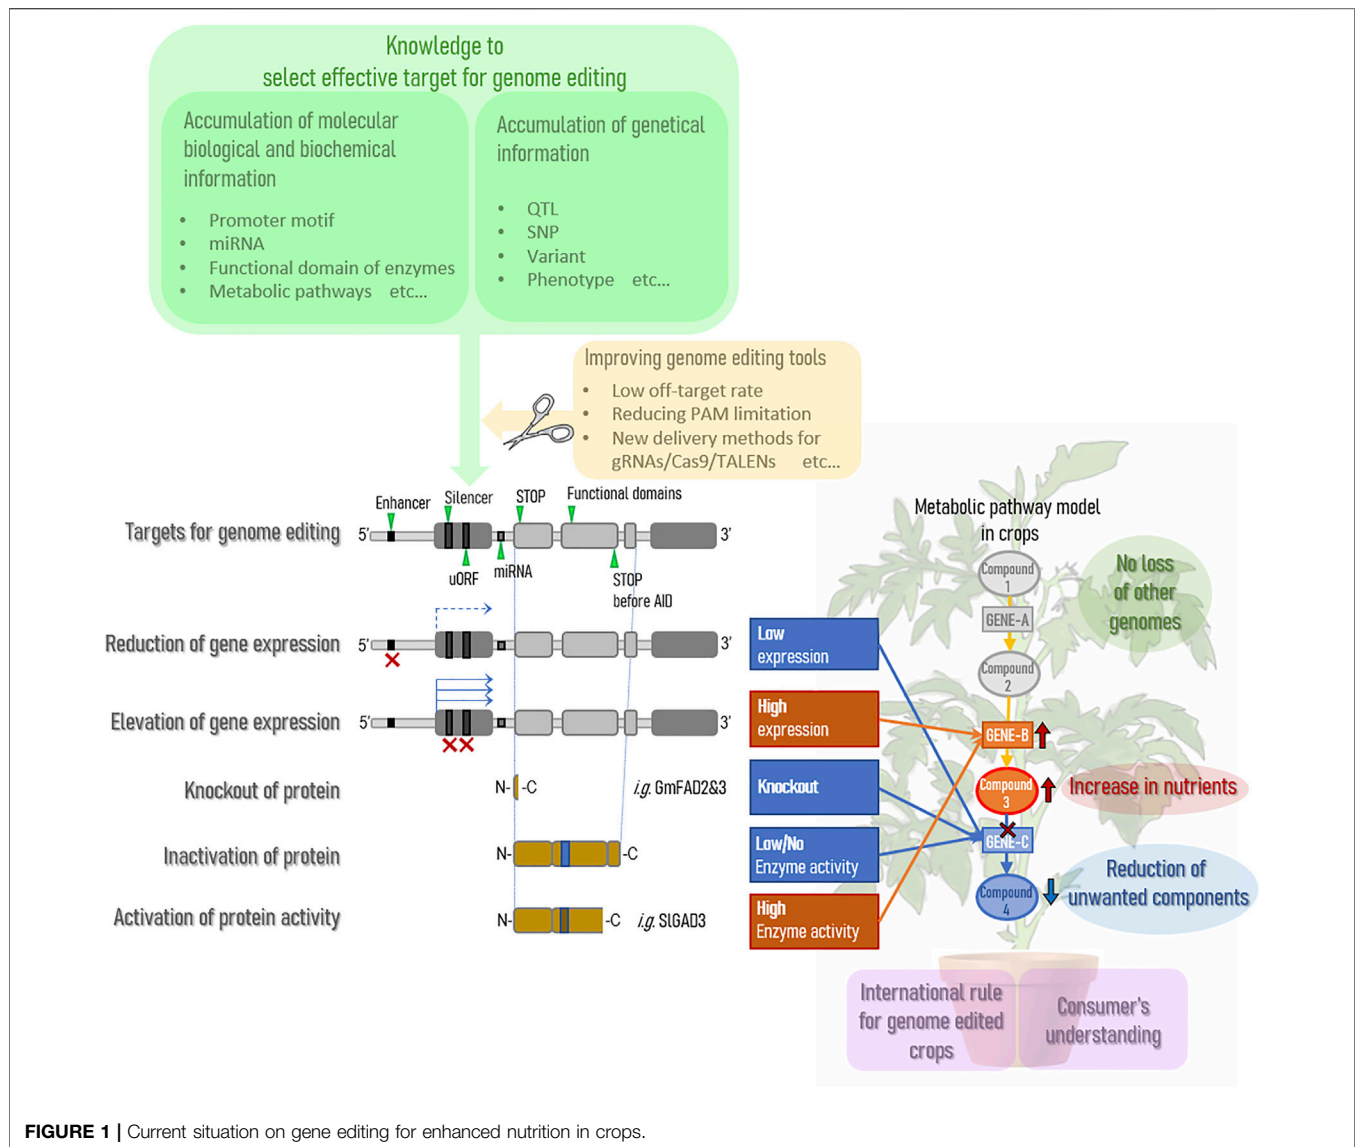 Knowledge to
select effective target for genome editing
Accumulation of molecular
biological and biochemical
information
• Promoter motif
• miRNA
• Functional domain of enzymes
• Metabolic pathways etc...
Accumulation of genetical
information
• QTL
• SNP
• Variant
• Phenotype etc...
Improving genome editing tools
• Low off-target rate
• Reducing PAM limitation
• New delivery methods for
gRNAs/Cas9/TALENs etc...
Enhancer
Silencer
STOP
Functional domains
Targets for genome editing
5'
3'
uORF
miRNA
STOP
before AID
Reduction of gene expression
5'
3'
Elevation of gene expression
5'
3'
Knockout of protein
N-
-C
i.g. GmFAD2&3
Inactivation of protein
N-
-C
Activation of protein activity
N-
-C
i.g. SlGAD3
Low
expression
High
expression
Knockout
Low/No
Enzyme activity
High
Enzyme activity
Metabolic pathway model
in crops
Compound
1
GENE-A
Compound
2
GENE-B
Compound
3
GENE-C
Compound
4
No loss
of other
genomes
Increase in nutrients
Reduction of
unwanted components
International rule
for genome edited
crops
Consumer's
understanding
FIGURE 1 | Current situation on gene editing for enhanced nutrition in crops.